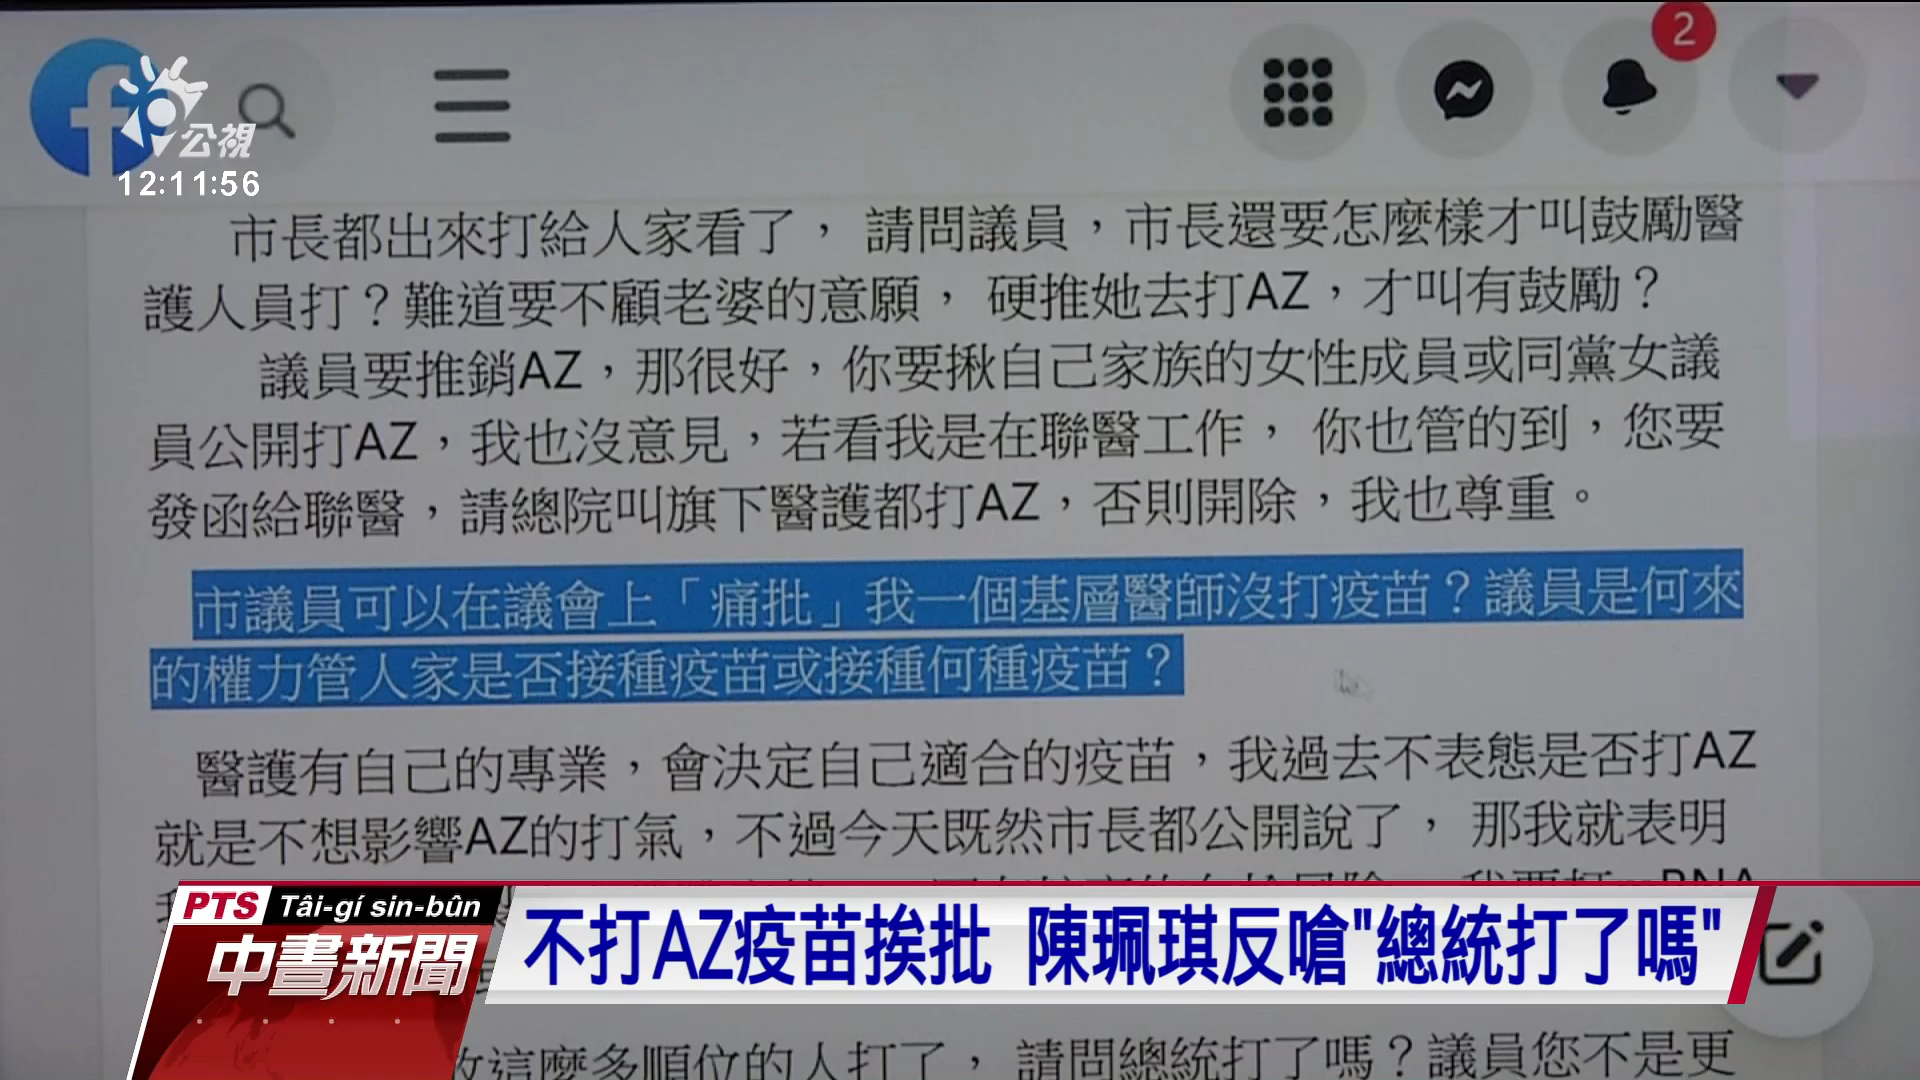 2
公視
12:11:56
市長都出來打給人家看了， 請問議員，市長還要怎麼樣才叫鼓勵醫
護人員打？難道要不顧老婆的意願， 硬推她去打AZ，才叫有鼓勵？
議員要推銷AZ，那很好，你要揪自己家族的女性成員或同黨女議
員公開打AZ，我也沒意見，若看我是在聯醫工作， 你也管的到，您要
發函給聯醫，請總院叫旗下醫護都打AZ，否則開除，我也尊重。
市議員可以在議會上「痛批」我一個基層醫師沒打疫苗？議員是何來
的權力管人家是否接種疫苗或接種何種疫苗？
醫護有自己的專業，會決定自己適合的疫苗，我過去不表態是否打AZ
就是不想影響AZ的打氣，不過今天既然市長都公開說了， 那我就表明
PTS Tâi-gí sin-bûn
中晝新聞
不打AZ疫苗挨批 陳珮琪反嗆"總統打了嗎"
這麼多順位的人打了， 請問總統打了嗎？議員您不是更